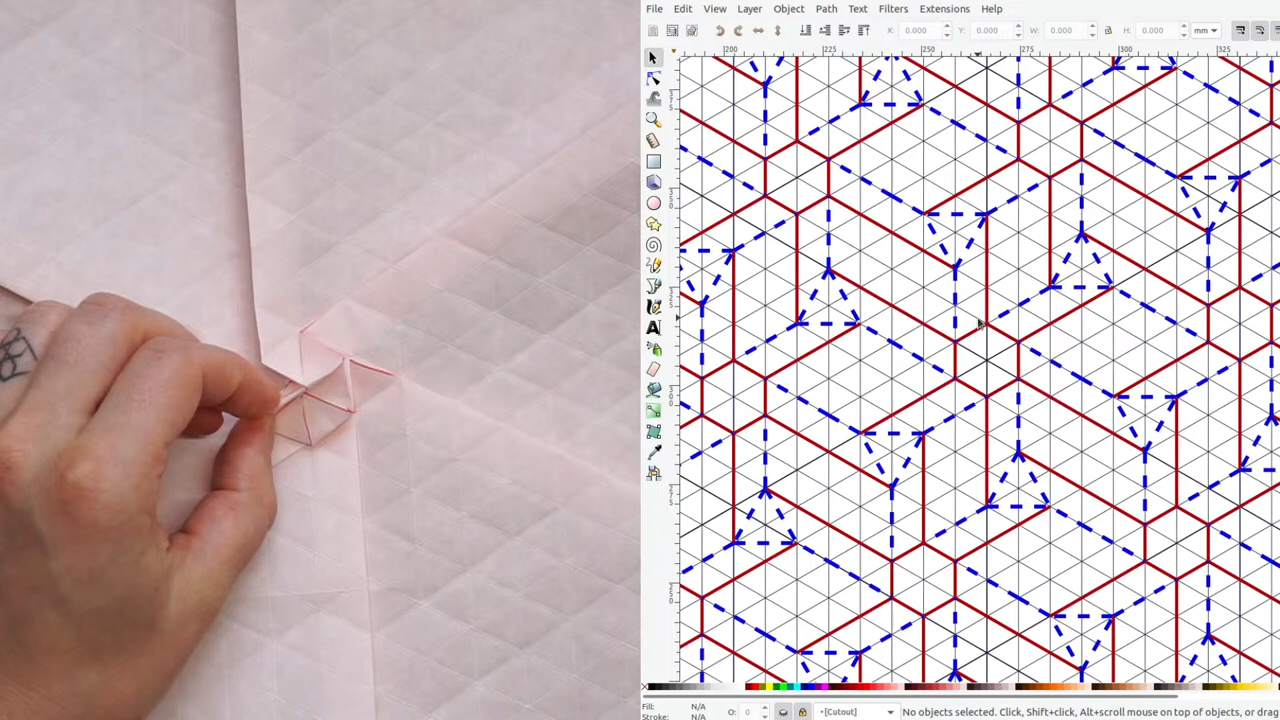 File Edit View Layer Object Path Text Filters Extensions Help
X: 0.000 Y: 0.000 W: 0.000 H: 0.000 mm
200 225 250 275 300 325
Fill: N/A
Stroke: N/A
O: 0
•[Cutout]
No objects selected. Click, Shift+click, Alt+scroll mouse on top of objects, or drag